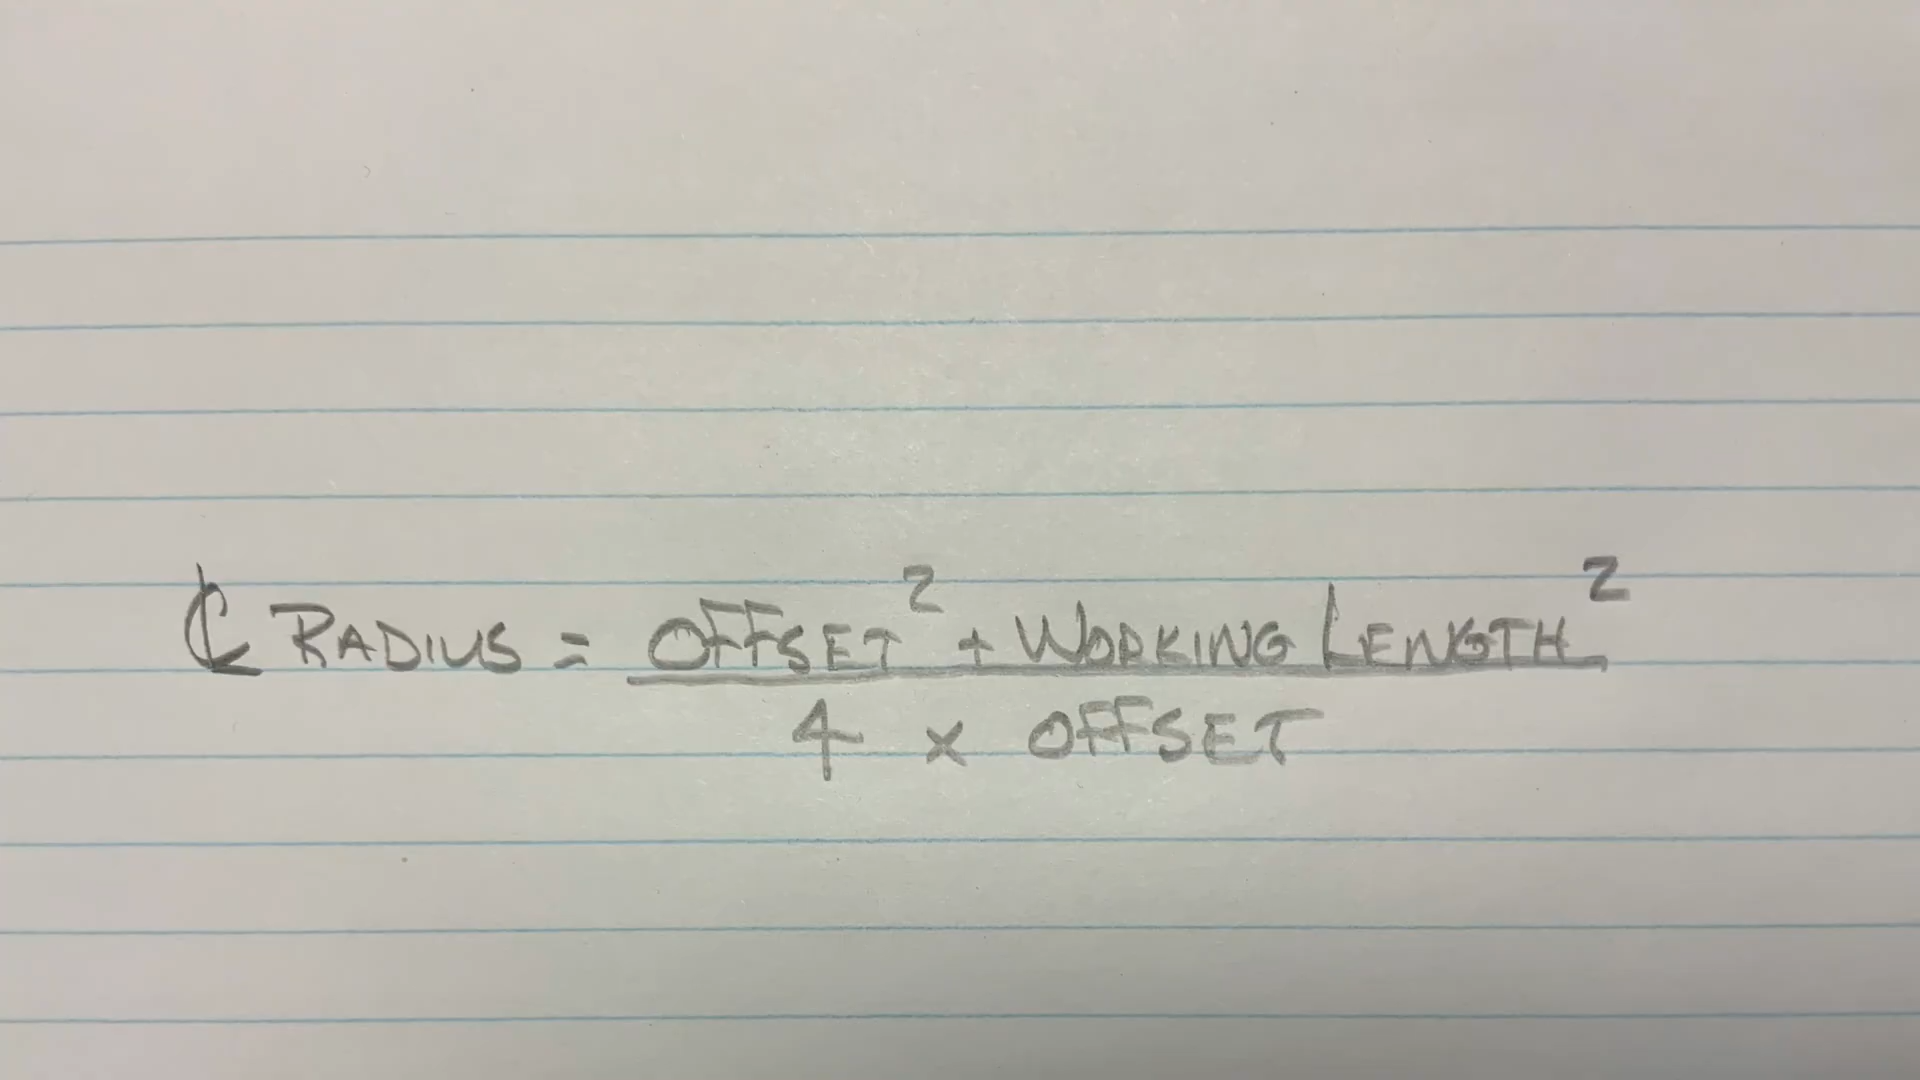 ℄ RADIUS = OFFSET² + WORKING LENGTH²
4 x OFFSET